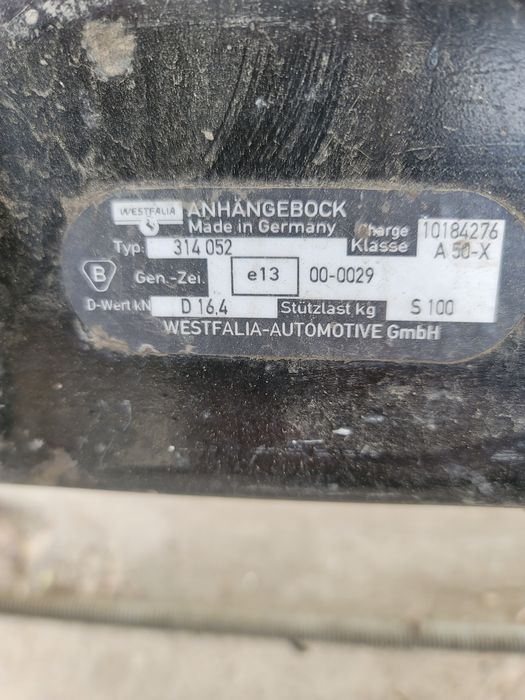 WESTFALIA ANHÄNGEBOCK
Made in Germany Charge 10184276
Typ: 314 052 Klasse A 50-X
B Gen.-Zei. e13 00-0029
D-Wert kN D 16,4 Stützlast kg S 100
WESTFALIA-AUTOMOTIVE GmbH